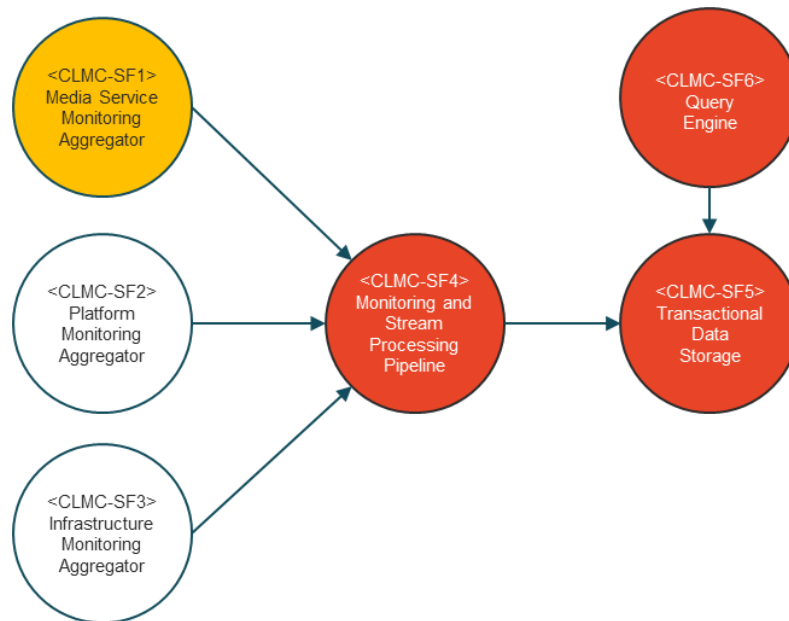 <CLMC-SF1>
Media Service
Monitoring
Aggregator
<CLMC-SF6>
Query
Engine
<CLMC-SF2>
Platform
Monitoring
Aggregator
<CLMC-SF4>
Monitoring and
Stream
Processing
Pipeline
<CLMC-SF5>
Transactional
Data
Storage
<CLMC-SF3>
Infrastructure
Monitoring
Aggregator